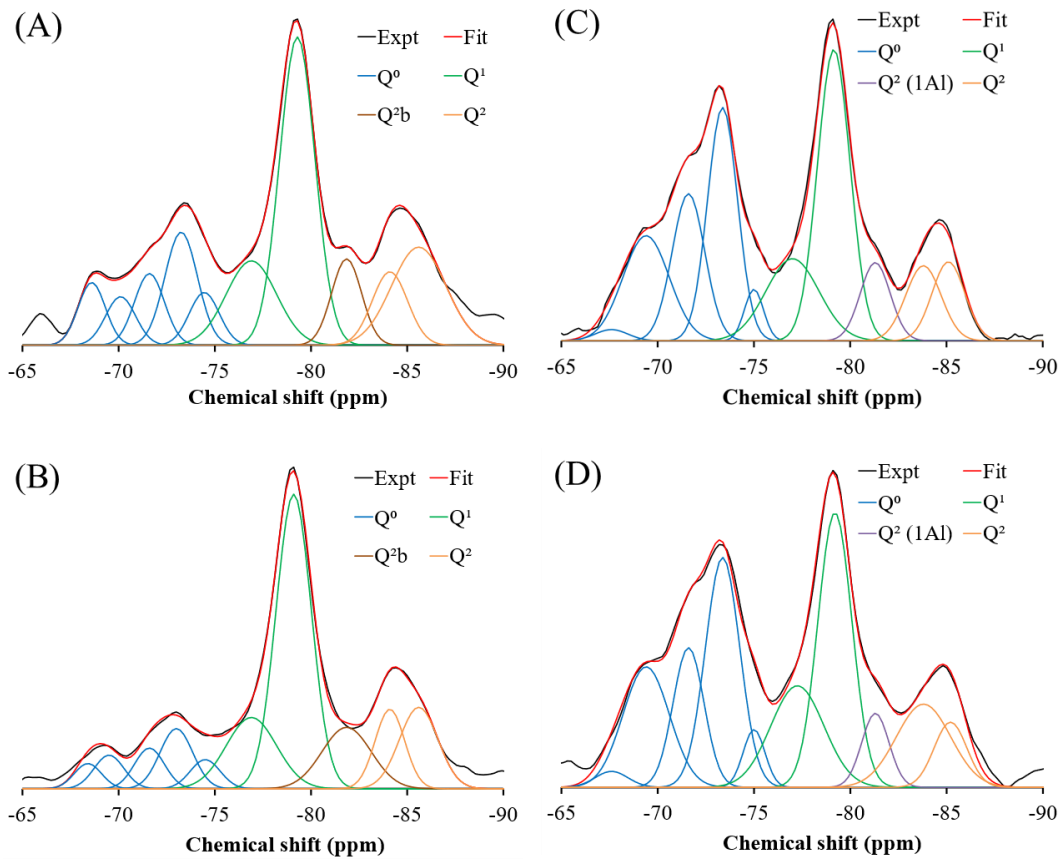 (A)
Expt Fit
Q⁰ Q¹
Q²b Q²
-65 -70 -75 -80 -85 -90
Chemical shift (ppm)
(C)
Expt Fit
Q⁰ Q¹
Q² (1Al) Q²
-65 -70 -75 -80 -85 -90
Chemical shift (ppm)
(B)
Expt Fit
Q⁰ Q¹
Q²b Q²
-65 -70 -75 -80 -85 -90
Chemical shift (ppm)
(D)
Expt Fit
Q⁰ Q¹
Q² (1Al) Q²
-65 -70 -75 -80 -85 -90
Chemical shift (ppm)